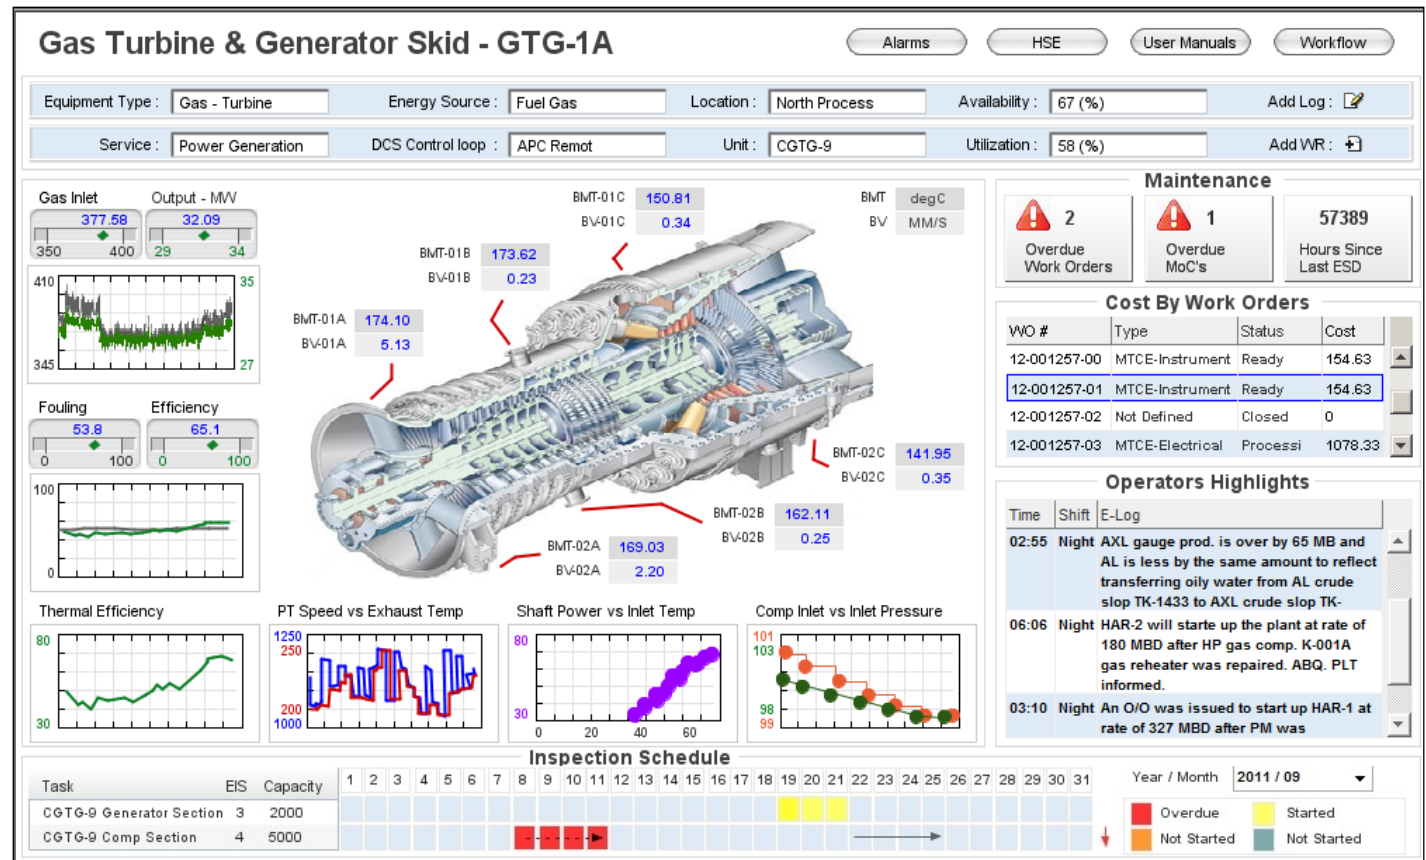 Gas Turbine & Generator Skid - GTG-1A
Alarms HSE User Manuals Workflow
Equipment Type : Gas - Turbine Energy Source : Fuel Gas Location : North Process Availability : 67 (%) Add Log :
Service : Power Generation DCS Control loop : APC Remot Unit : CGTG-9 Utilization : 58 (%) Add WR :
Gas Inlet Output - MW
377.58 32.09
350 400 29 34
410 35
345 27
Fouling Efficiency
53.8 65.1
0 100 0 100
100
0
BMT-01C 150.81
BV-01C 0.34
BMT degC
BV MM/S
BMT-01B 173.62
BV-01B 0.23
BMT-01A 174.10
BV-01A 5.13
BMT-02C 141.95
BV-02C 0.35
BMT-02B 162.11
BV-02B 0.25
BMT-02A 169.03
BV-02A 2.20
Thermal Efficiency
80
30
PT Speed vs Exhaust Temp
1250
250
200
1000
Shaft Power vs Inlet Temp
80
30
0 20 40 60
Comp Inlet vs Inlet Pressure
101
103
98
99
Maintenance
2
Overdue
Work Orders
1
Overdue
MoC's
57389
Hours Since
Last ESD
Cost By Work Orders
WO # Type Status Cost
12-001257-00 MTCE-Instrument Ready 154.63
12-001257-01 MTCE-Instrument Ready 154.63
12-001257-02 Not Defined Closed 0
12-001257-03 MTCE-Electrical Processi 1078.33
Operators Highlights
Time Shift E-Log
02:55 Night AXL gauge prod. is over by 65 MB and
AL is less by the same amount to reflect
transferring oily water from AL crude
slop TK-1433 to AXL crude slop TK-
06:06 Night HAR-2 will starte up the plant at rate of
180 MBD after HP gas comp. K-001A
gas reheater was repaired. ABQ. PLT
informed.
03:10 Night An O/O was issued to start up HAR-1 at
rate of 327 MBD after PM was
Inspection Schedule
Task EIS Capacity 1 2 3 4 5 6 7 8 9 10 11 12 13 14 15 16 17 18 19 20 21 22 23 24 25 26 27 28 29 30 31
CGTG-9 Generator Section 3 2000
CGTG-9 Comp Section 4 5000
Year / Month 2011 / 09
Overdue Started
Not Started Not Started